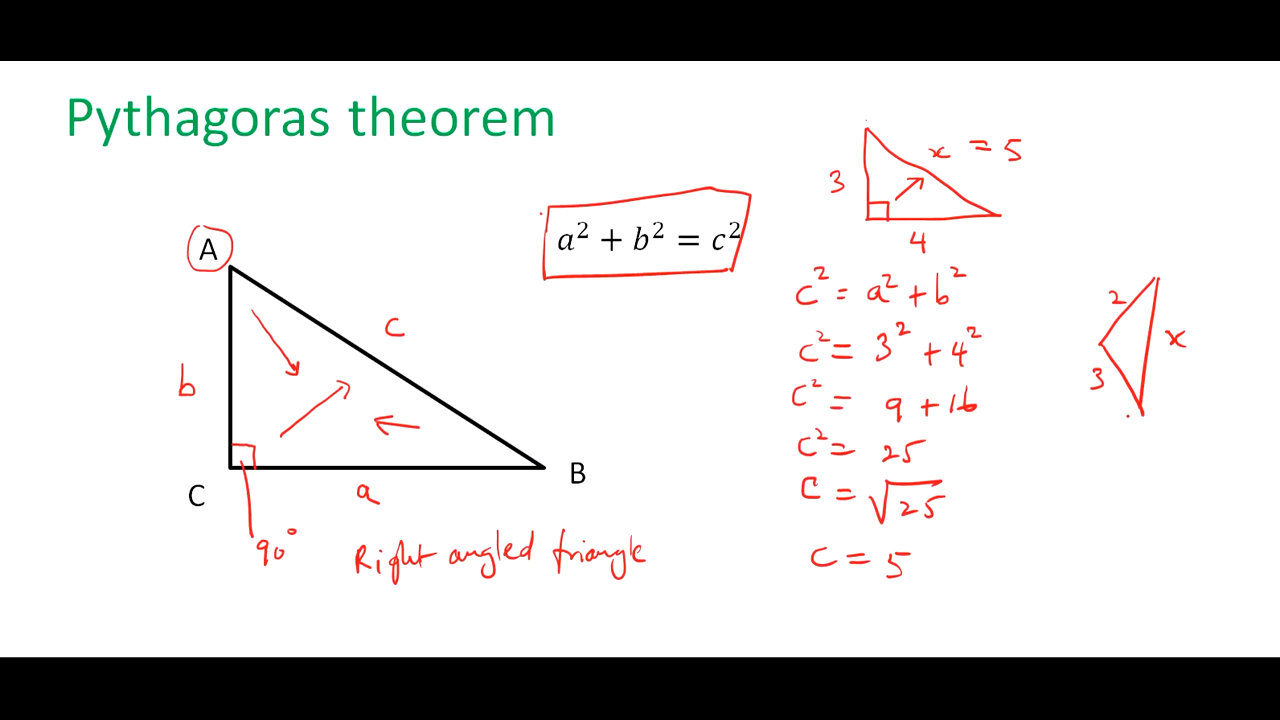 Pythagoras theorem
a² + b² = c²
A
c
b
C
a
B
90°
Right angled triangle
x = 5
3
4
c² = a² + b²
c² = 3² + 4²
c² = 9 + 16
c² = 25
c = √25
c = 5
2
x
3